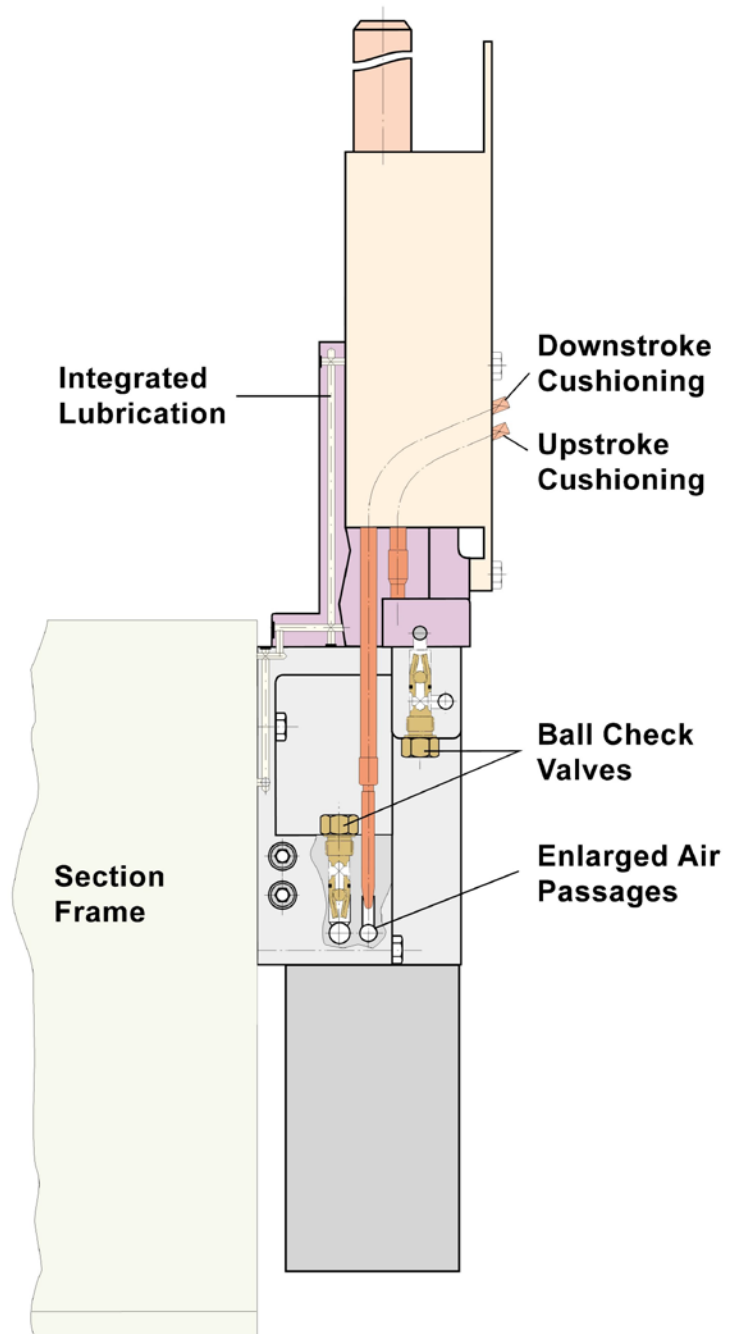 Integrated
Lubrication
Downstroke
Cushioning
Upstroke
Cushioning
Ball Check
Valves
Section
Frame
Enlarged Air
Passages